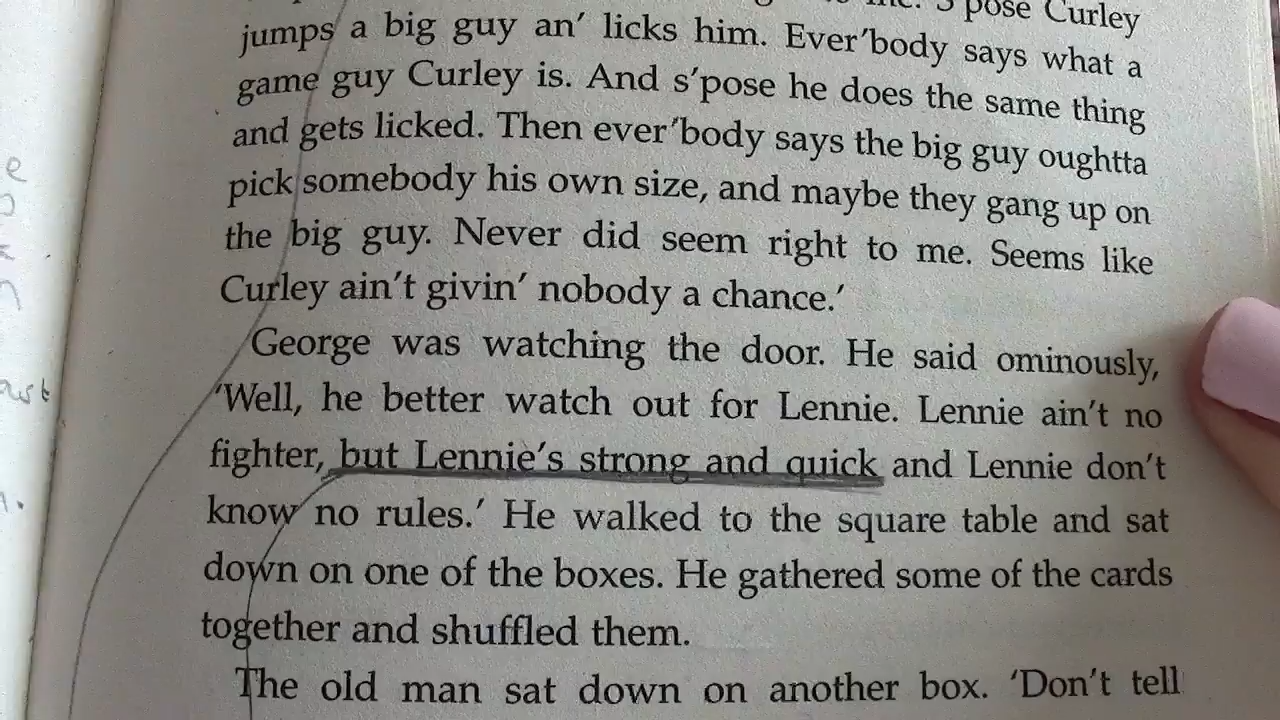 pose Curley
jumps a big guy an’ licks him. Ever’body says what a
game guy Curley is. And s’pose he does the same thing
and gets licked. Then ever’body says the big guy oughtta
pick somebody his own size, and maybe they gang up on
the big guy. Never did seem right to me. Seems like
Curley ain’t givin’ nobody a chance.’
George was watching the door. He said ominously,
‘Well, he better watch out for Lennie. Lennie ain’t no
fighter, but Lennie’s strong and quick and Lennie don’t
know no rules.’ He walked to the square table and sat
down on one of the boxes. He gathered some of the cards
together and shuffled them.
The old man sat down on another box. ‘Don’t tell